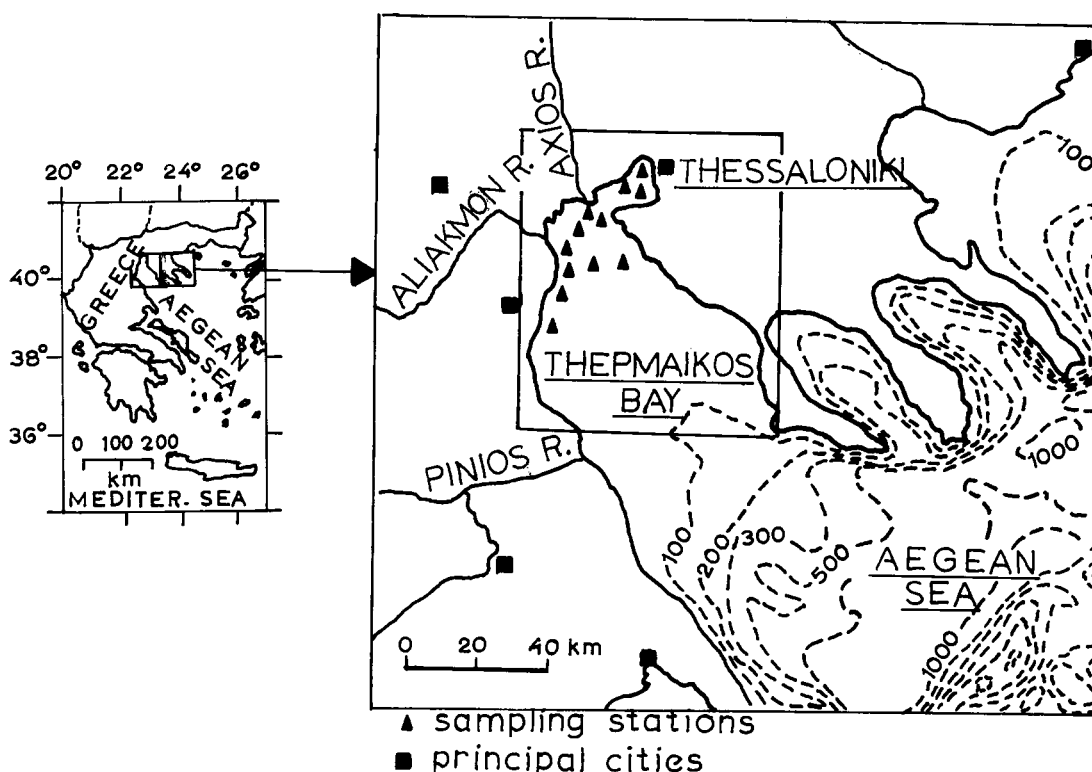 20° 22° 24° 26°
40°
38°
36°
GREECE
AEGEAN
SEA
0 100 200
km
MEDITER. SEA
AXIOS R.
ALIAKMON R.
THESSALONIKI
THEPMAIKOS
BAY
PINIOS R.
100
1000
100
200
300
500
AEGEAN
SEA
1000
0 20 40 km
sampling stations
principal cities